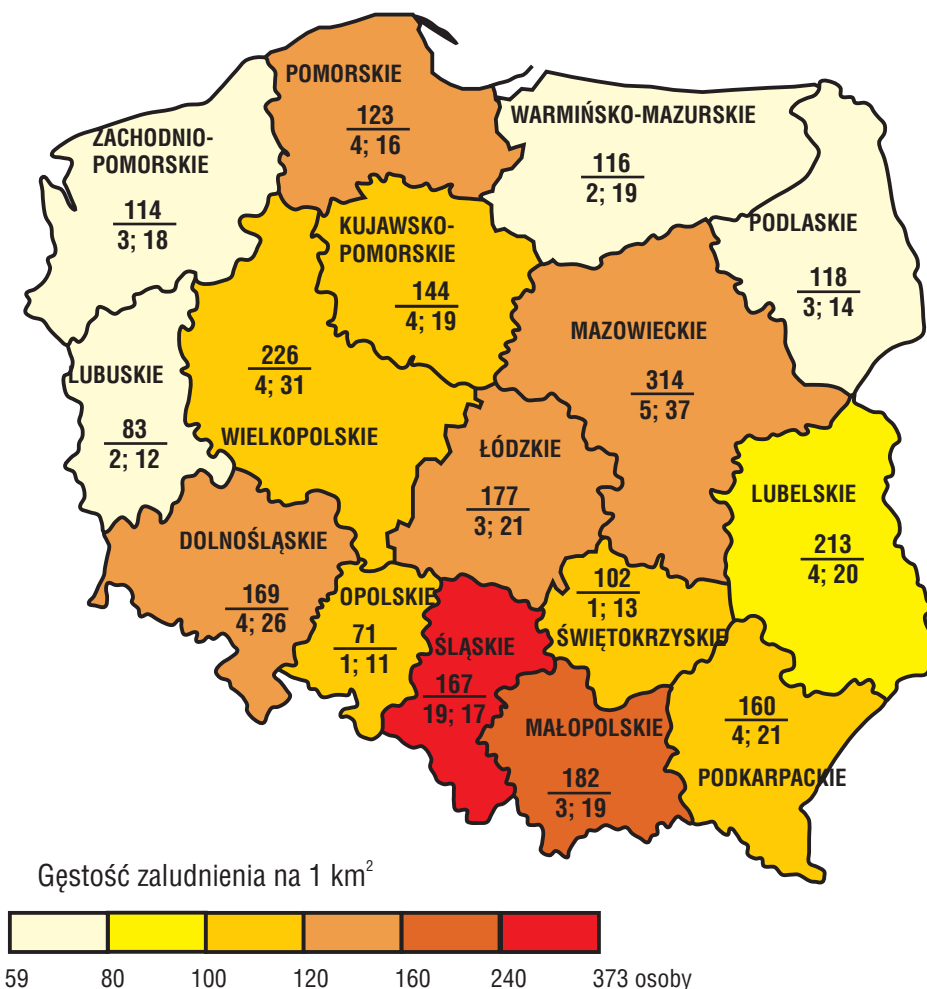 POMORSKIE
123
4; 16
ZACHODNIO-
POMORSKIE
114
3; 18
WARMIŃSKO-MAZURSKIE
116
2; 19
PODLASKIE
118
3; 14
KUJAWSKO-
POMORSKIE
144
4; 19
MAZOWIECKIE
314
5; 37
LUBUSKIE
83
2; 12
226
4; 31
WIELKOPOLSKIE
ŁÓDZKIE
177
3; 21
LUBELSKIE
213
4; 20
DOLNOŚLĄSKIE
169
4; 26
OPOLSKIE
71
1; 11
ŚLĄSKIE
167
19; 17
102
1; 13
ŚWIĘTOKRZYSKIE
MAŁOPOLSKIE
182
3; 19
160
4; 21
PODKARPACKIE
Gęstość zaludnienia na 1 km²
59 80 100 120 160 240 373 osoby